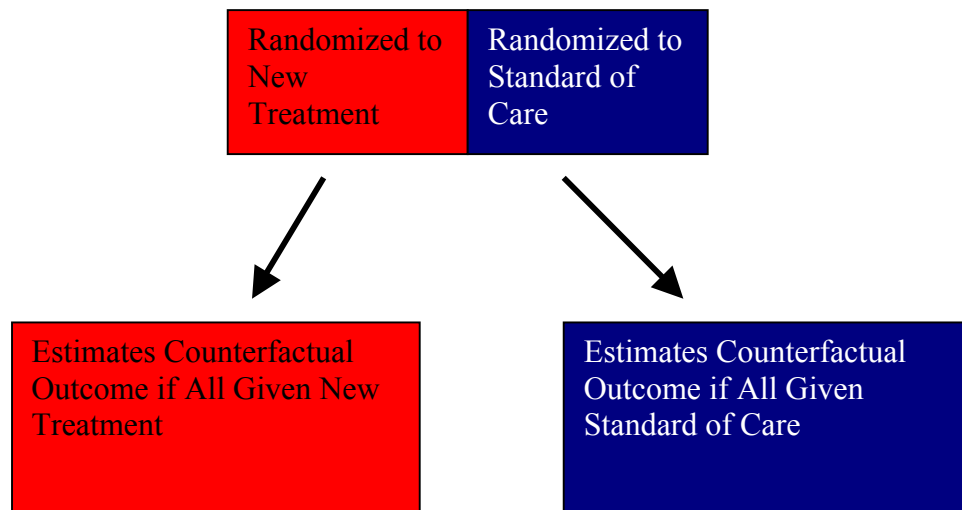 Randomized to
New
Treatment
Randomized to
Standard of
Care
Estimates Counterfactual
Outcome if All Given New
Treatment
Estimates Counterfactual
Outcome if All Given
Standard of Care